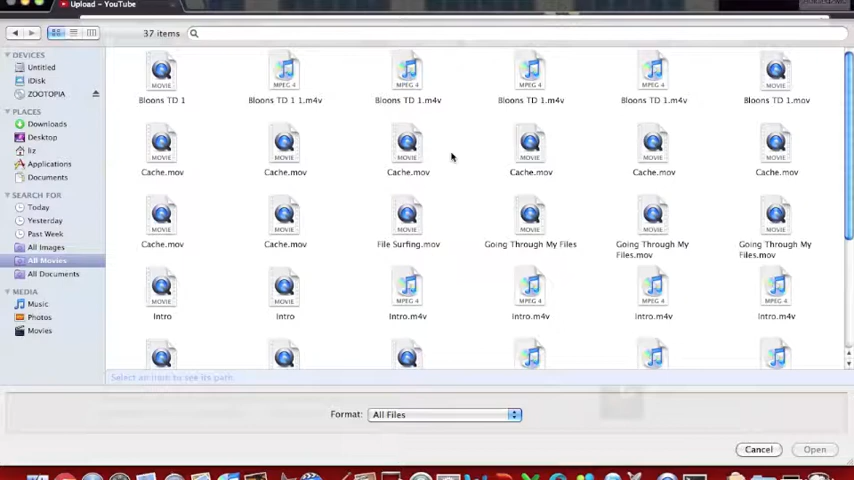 Upload - YouTube
37 items
DEVICES
Untitled
iDisk
ZOOTOPIA
PLACES
Downloads
Desktop
liz
Applications
Documents
SEARCH FOR
Today
Yesterday
Past Week
All Images
All Movies
All Documents
MEDIA
Music
Photos
Movies
MOVIE MPEG 4 MPEG 4 MPEG 4 MPEG 4 MOVIE
Bloons TD 1 Bloons TD 1 1.m4v Bloons TD 1.m4v Bloons TD 1.m4v Bloons TD 1.m4v Bloons TD 1.mov
MOVIE MOVIE MOVIE MOVIE MOVIE MOVIE
Cache.mov Cache.mov Cache.mov Cache.mov Cache.mov Cache.mov
MOVIE MOVIE MOVIE MOVIE MOVIE MOVIE
Cache.mov Cache.mov File Surfing.mov Going Through My Files Going Through My Files.mov Going Through My Files.mov
MOVIE MOVIE MPEG 4 MPEG 4 MPEG 4 MPEG 4
Intro Intro Intro.m4v Intro.m4v Intro.m4v Intro.m4v
Select an item to see its path
Format: All Files
Cancel Open